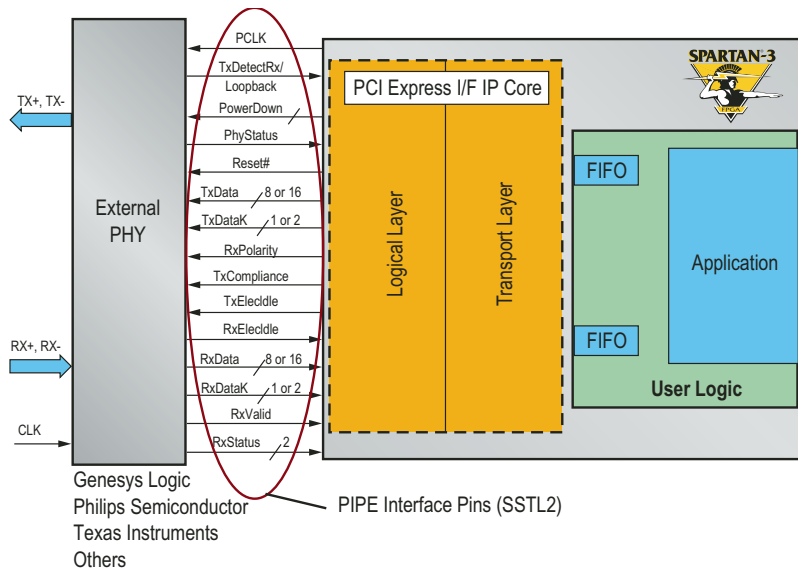 PCLK
TxDetectRx/
Loopback
PowerDown
PhyStatus
Reset#
TxData 8 or 16
TxDataK 1 or 2
RxPolarity
TxCompliance
TxElecIdle
RxElecIdle
RxData 8 or 16
RxDataK 1 or 2
RxValid
RxStatus 2
TX+, TX-
RX+, RX-
CLK
External
PHY
Genesys Logic
Philips Semiconductor
Texas Instruments
Others
PIPE Interface Pins (SSTL2)
PCI Express I/F IP Core
Logical Layer
Transport Layer
SPARTAN®-3
FPGA
FIFO
FIFO
Application
User Logic